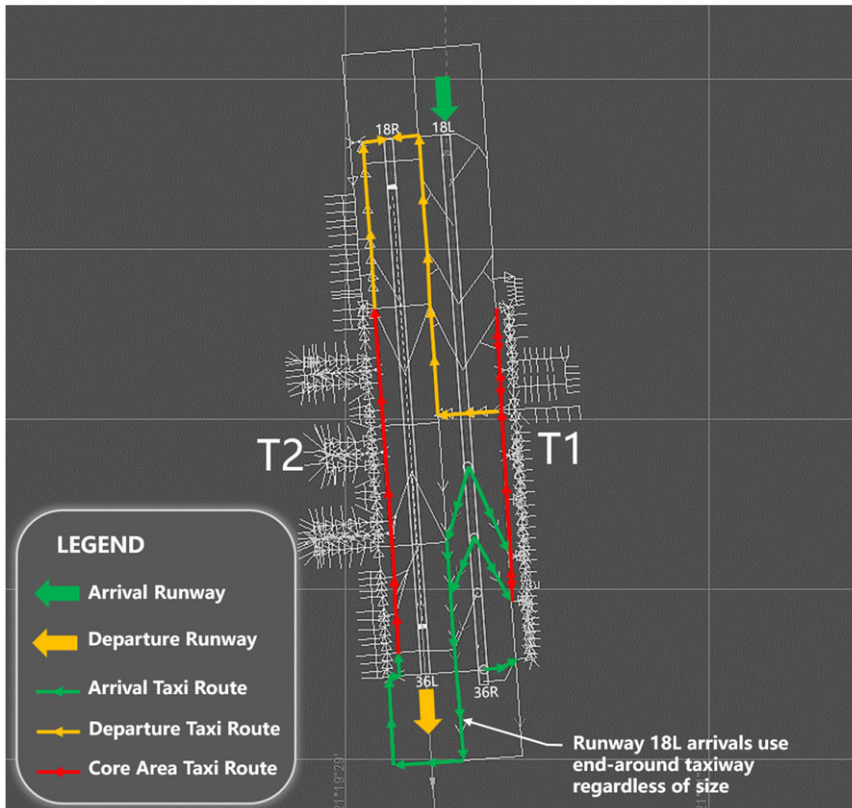 18R
18L
T2
T1
36L
36R
LEGEND
Arrival Runway
Departure Runway
Arrival Taxi Route
Departure Taxi Route
Core Area Taxi Route
Runway 18L arrivals use
end-around taxiway
regardless of size